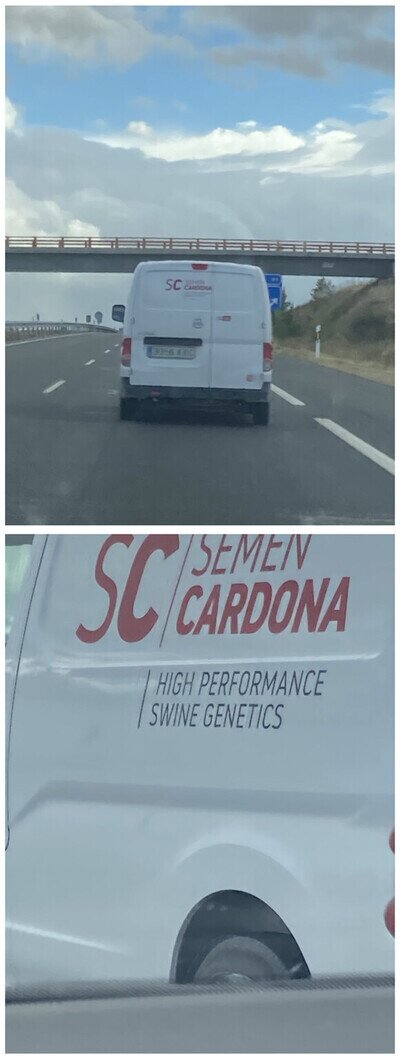 SC
SEMEN
CARDONA
SC
SEMEN
CARDONA
HIGH PERFORMANCE
SWINE GENETICS